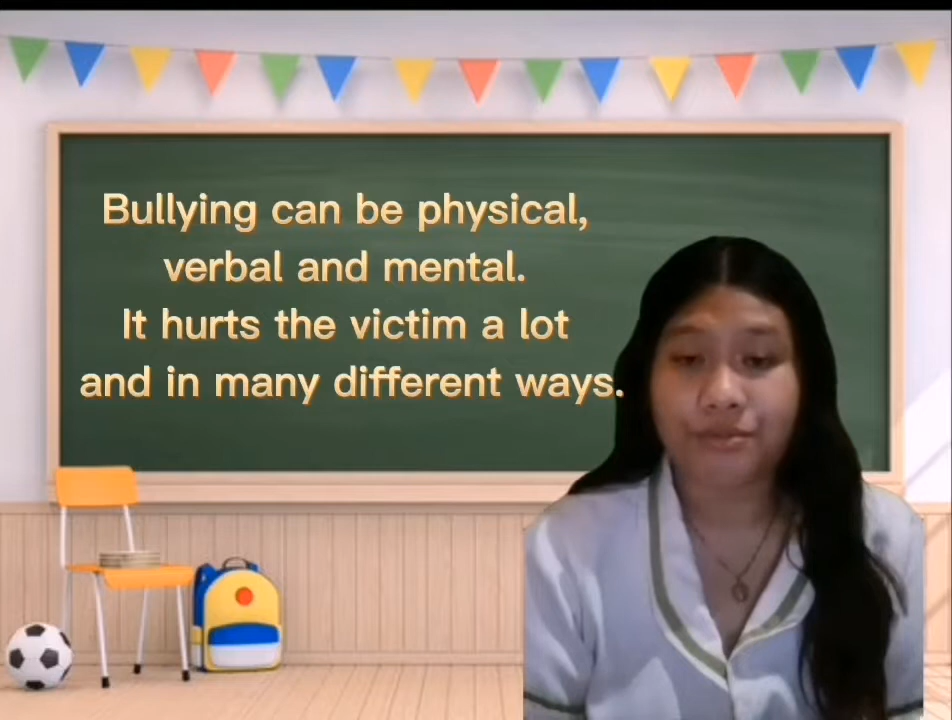 Bullying can be physical,
verbal and mental.
It hurts the victim a lot
and in many different ways.